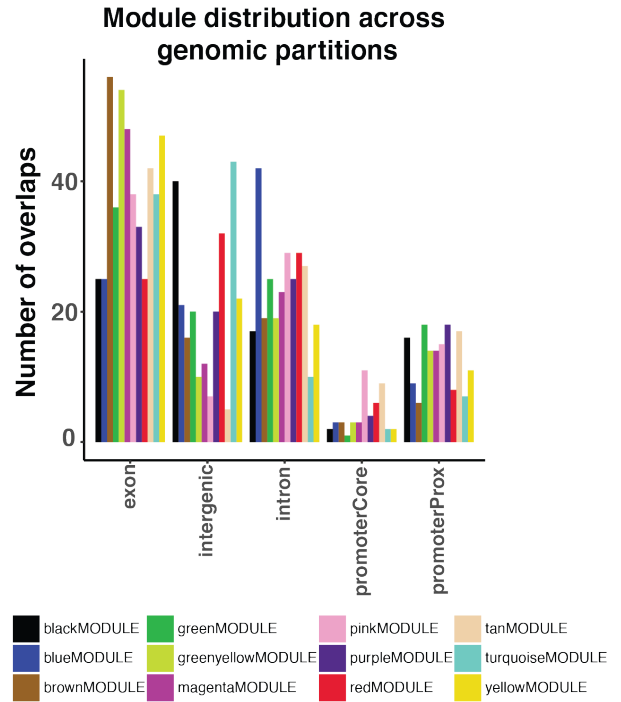 Module distribution across
genomic partitions
Number of overlaps
40
20
0
exon
intergenic
intron
promoterCore
promoterProx
blackMODULE
greenMODULE
pinkMODULE
tanMODULE
blueMODULE
greenyellowMODULE
purpleMODULE
turquoiseMODULE
brownMODULE
magentaMODULE
redMODULE
yellowMODULE